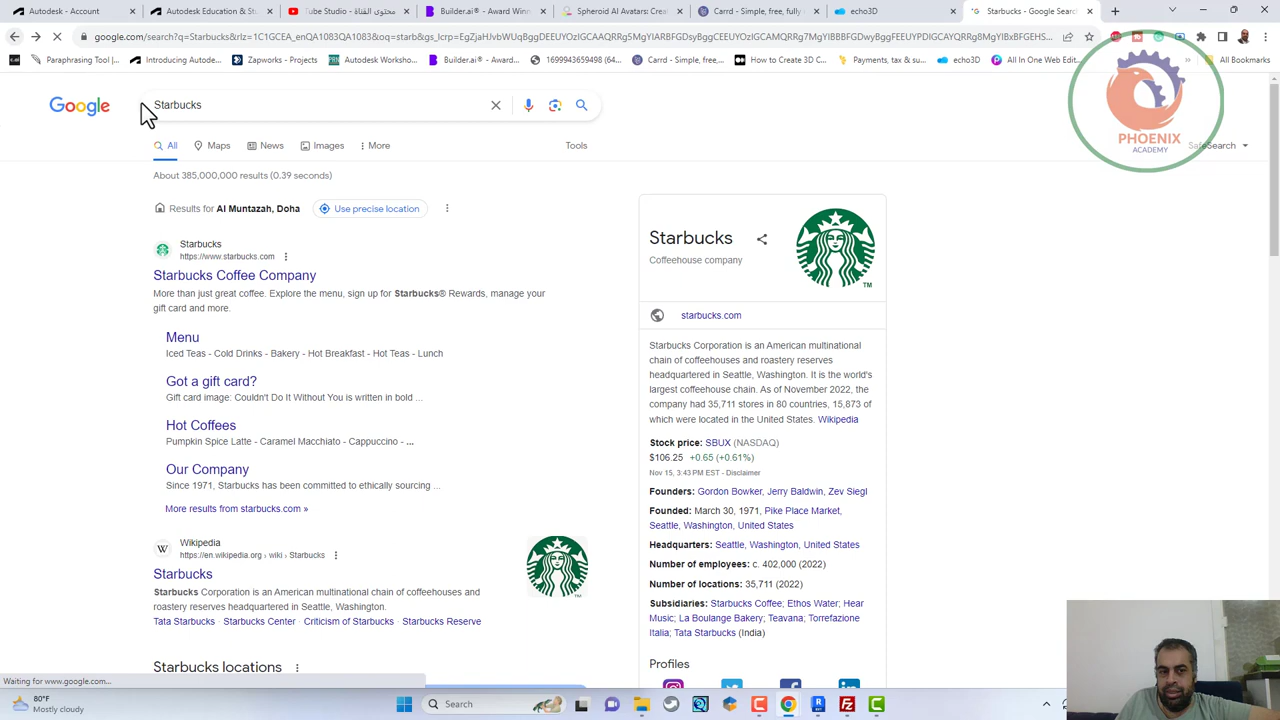 Autodesk Account
Autodesk Education & Stud
Tube Studio - محتوى القناة
Builder.ai® - Award Winn
Spheroid AI Avatars: Creat
Carrd - Simple, free, fully
echo3D
Starbucks - Google Search
google.com/search?q=Starbucks&rlz=1C1GCEA_enQA1083QA1083&oq=starb&gs_lcrp=
Paraphrasing Tool |...
Introducing Autode...
Zapworks - Projects
Autodesk Worksho...
Builder.ai® - Award...
1699943659498 (64...
Carrd - Simple, free,...
How to Create 3D C...
Payments, tax & su...
echo3D
All In One Web Edit...
»
All Bookmarks
Google
Starbucks
PHOENIX
ACADEMY
All
Maps
News
Images
More
Tools
SafeSearch
About 385,000,000 results (0.39 seconds)
Results for Al Muntazah, Doha
Use precise location
Starbucks
https://www.starbucks.com
Starbucks Coffee Company
More than just great coffee. Explore the menu, sign up for Starbucks® Rewards, manage your
gift card and more.
Menu
Iced Teas - Cold Drinks - Bakery - Hot Breakfast - Hot Teas - Lunch
Got a gift card?
Gift card image: Couldn't Do It Without You is written in bold ...
Hot Coffees
Pumpkin Spice Latte - Caramel Macchiato - Cappuccino - ...
Our Company
Since 1971, Starbucks has been committed to ethically sourcing ...
More results from starbucks.com »
Wikipedia
https://en.wikipedia.org › wiki › Starbucks
Starbucks
Starbucks Corporation is an American multinational chain of coffeehouses and
roastery reserves headquartered in Seattle, Washington.
Tata Starbucks · Starbucks Center · Criticism of Starbucks · Starbucks Reserve
Starbucks locations
Starbucks
Coffeehouse company
TM
starbucks.com
Starbucks Corporation is an American multinational
chain of coffeehouses and roastery reserves
headquartered in Seattle, Washington. It is the world's
largest coffeehouse chain. As of November 2022, the
company had 35,711 stores in 80 countries, 15,873 of
which were located in the United States. Wikipedia
Stock price: SBUX (NASDAQ)
$106.25 +0.65 (+0.61%)
Nov 15, 3:43 PM EST - Disclaimer
Founders: Gordon Bowker, Jerry Baldwin, Zev Siegl
Founded: March 30, 1971, Pike Place Market,
Seattle, Washington, United States
Headquarters: Seattle, Washington, United States
Number of employees: c. 402,000 (2022)
Number of locations: 35,711 (2022)
Subsidiaries: Starbucks Coffee; Ethos Water; Hear
Music; La Boulange Bakery; Teavana; Torrefazione
Italia; Tata Starbucks (India)
Profiles
Waiting for www.google.com...
80°F
Mostly cloudy
Search